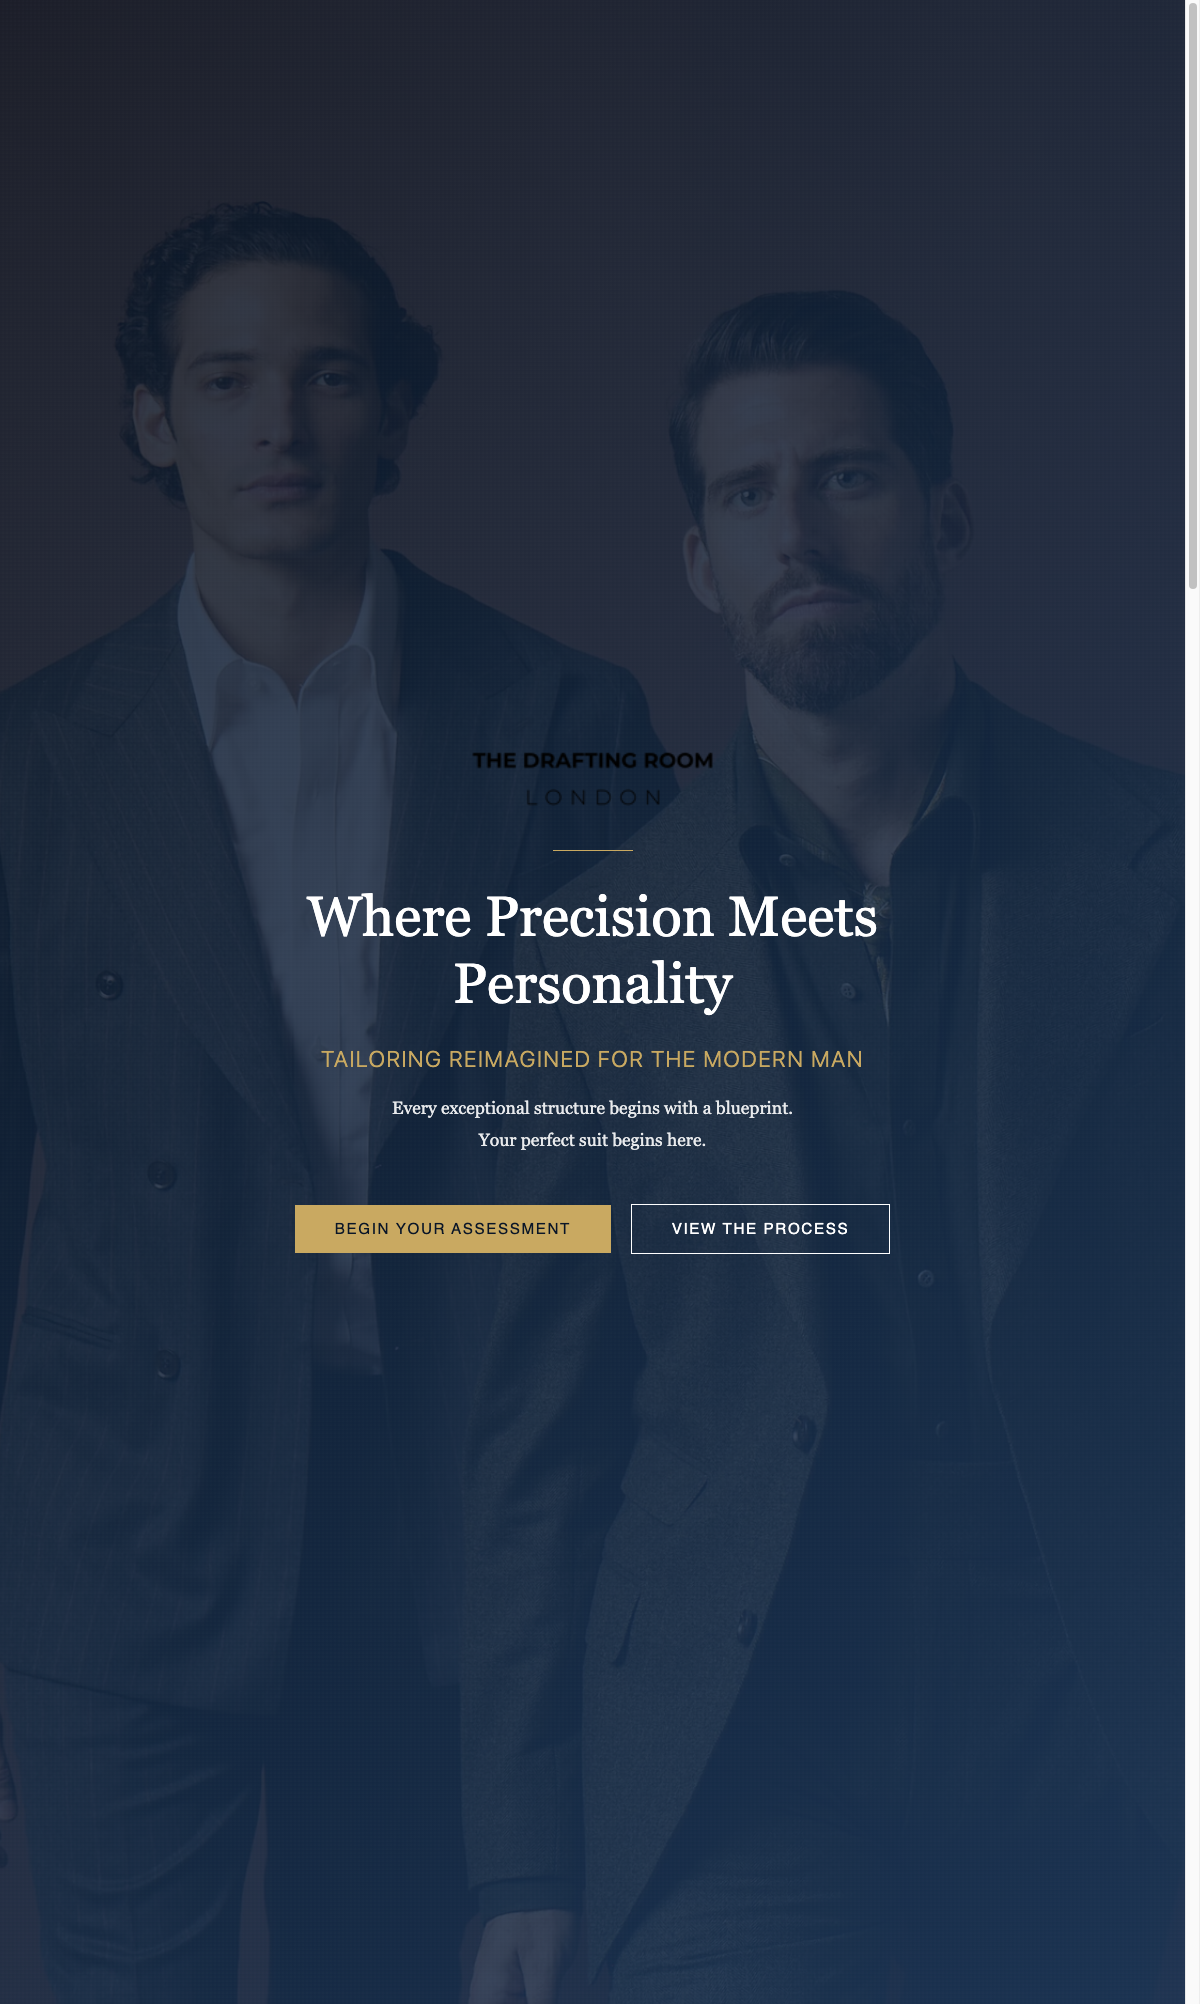 THE DRAFTING ROOM
LONDON
Where Precision Meets
Personality
TAILORING REIMAGINED FOR THE MODERN MAN
Every exceptional structure begins with a blueprint.
Your perfect suit begins here.
BEGIN YOUR ASSESSMENT
VIEW THE PROCESS